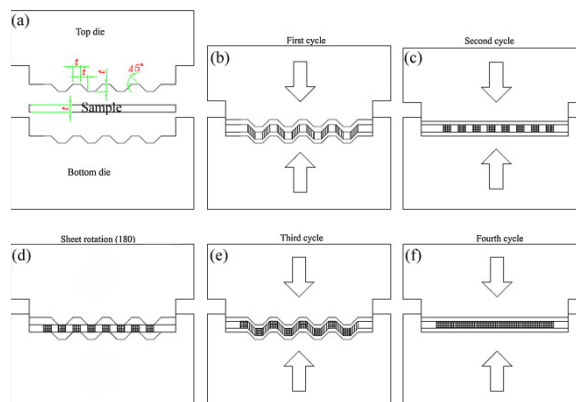 (a)
Top die
t
t
t
45°
t
Sample
Bottom die
First cycle
(b)
Second cycle
(c)
Sheet rotation (180)
(d)
Third cycle
(e)
Fourth cycle
(f)